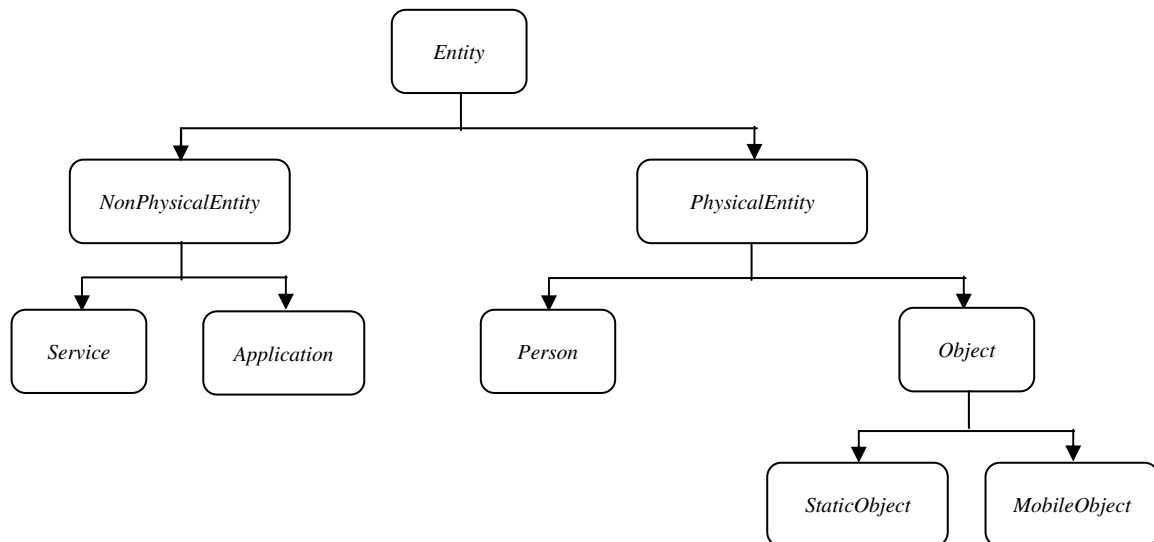 Entity
NonPhysicalEntity
PhysicalEntity
Service
Application
Person
Object
StaticObject
MobileObject